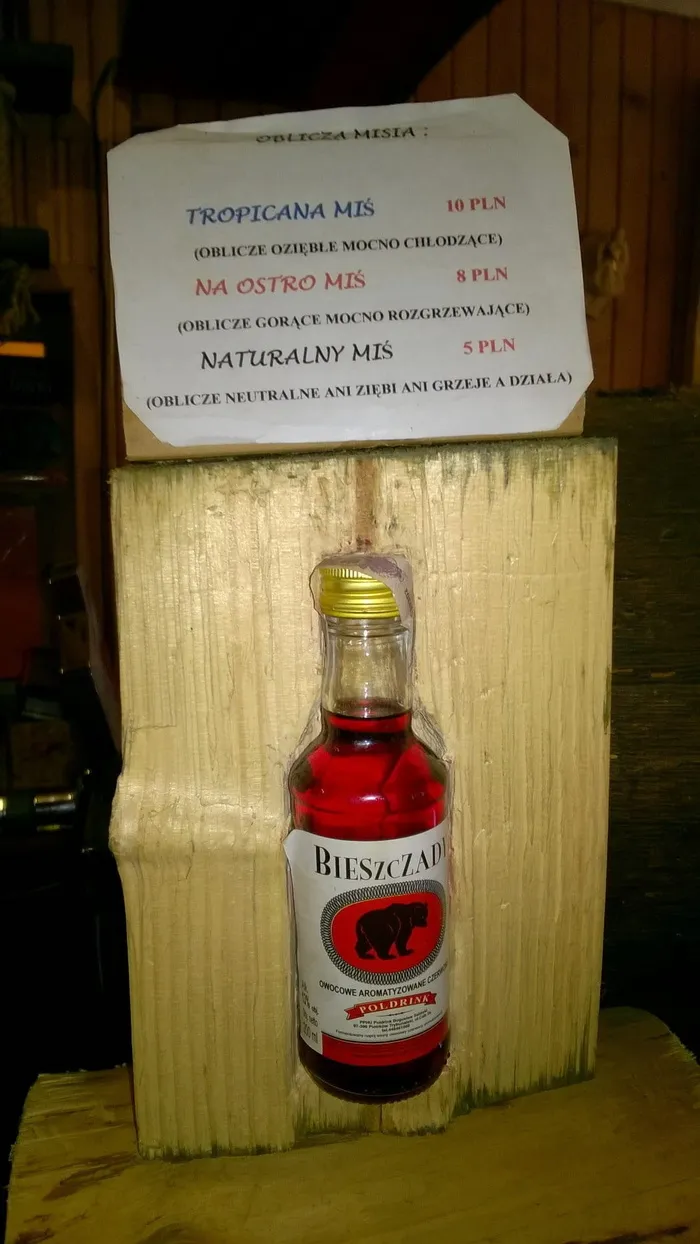 OBLICZA MISIA :
TROPICANA MIŚ 10 PLN
(OBLICZE OZIĘBŁE MOCNO CHŁODZĄCE)
NA OSTRO MIŚ 8 PLN
(OBLICZE GORĄCE MOCNO ROZGRZEWAJĄCE)
NATURALNY MIŚ 5 PLN
(OBLICZE NEUTRALNE ANI ZIĘBI ANI GRZEJE A DZIAŁA)
BIESZCZADY
OWOCOWE AROMATYZOWANE
POLDRINK